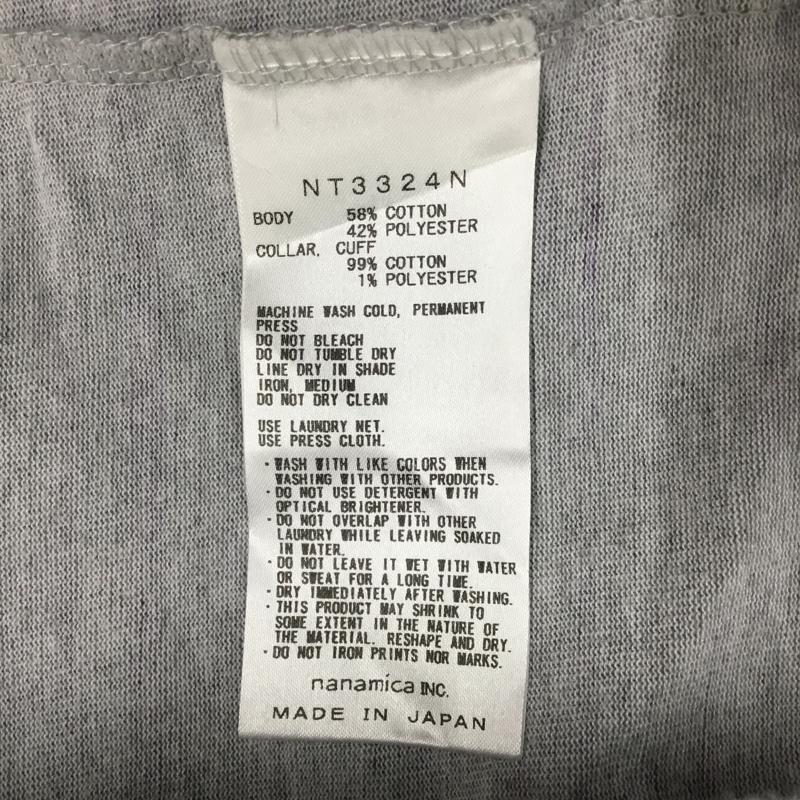 NT3324N
BODY 58% COTTON
42% POLYESTER
COLLAR, CUFF
99% COTTON
1% POLYESTER
MACHINE WASH COLD, PERMANENT
PRESS
DO NOT BLEACH
DO NOT TUMBLE DRY
LINE DRY IN SHADE
IRON, MEDIUM
DO NOT DRY CLEAN
USE LAUNDRY NET.
USE PRESS CLOTH.
・WASH WITH LIKE COLORS WHEN
WASHING WITH OTHER PRODUCTS.
・DO NOT USE DETERGENT WITH
OPTICAL BRIGHTENER.
・DO NOT OVERLAP WITH OTHER
LAUNDRY WHILE LEAVING SOAKED
IN WATER.
・DO NOT LEAVE IT WET WITH WATER
OR SWEAT FOR A LONG TIME.
・DRY IMMEDIATELY AFTER WASHING.
・THIS PRODUCT MAY SHRINK TO
SOME EXTENT IN THE NATURE OF
THE MATERIAL. RESHAPE AND DRY.
・DO NOT IRON PRINTS NOR MARKS.
nanamica INC.
MADE IN JAPAN